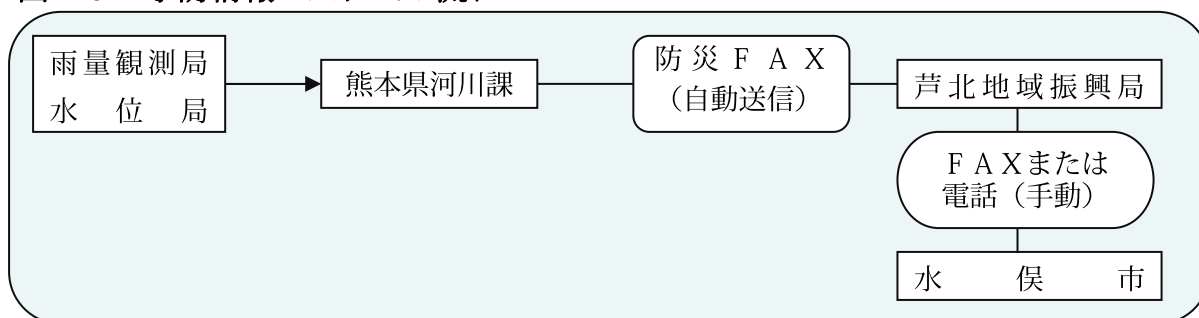 雨量観測局
水位局
熊本県河川課
防災ＦＡＸ
（自動送信）
芦北地域振興局
ＦＡＸまたは
電話（手動）
水俣市